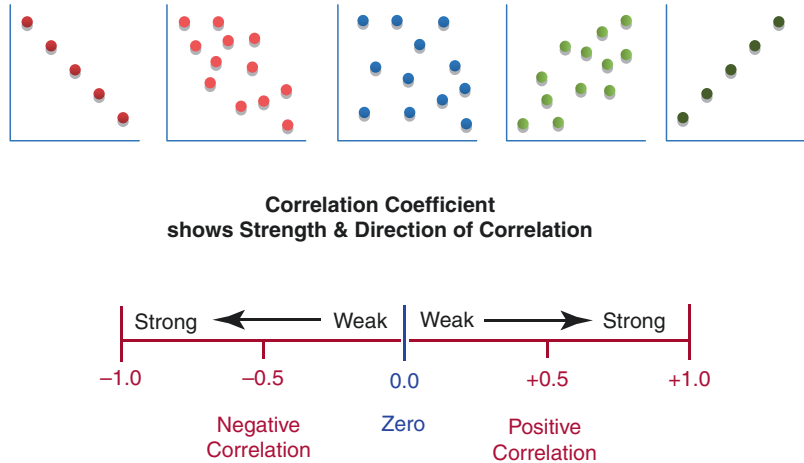 Correlation Coefficient
shows Strength & Direction of Correlation
Strong Weak Weak Strong
–1.0 –0.5 0.0 +0.5 +1.0
Negative Zero Positive
Correlation Correlation